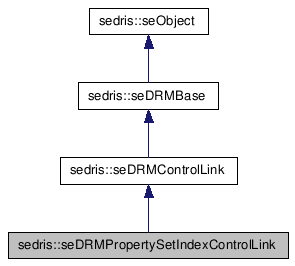 sedris::seObject
sedris::seDRMBase
sedris::seDRMControlLink
sedris::seDRMPropertySetIndexControlLink